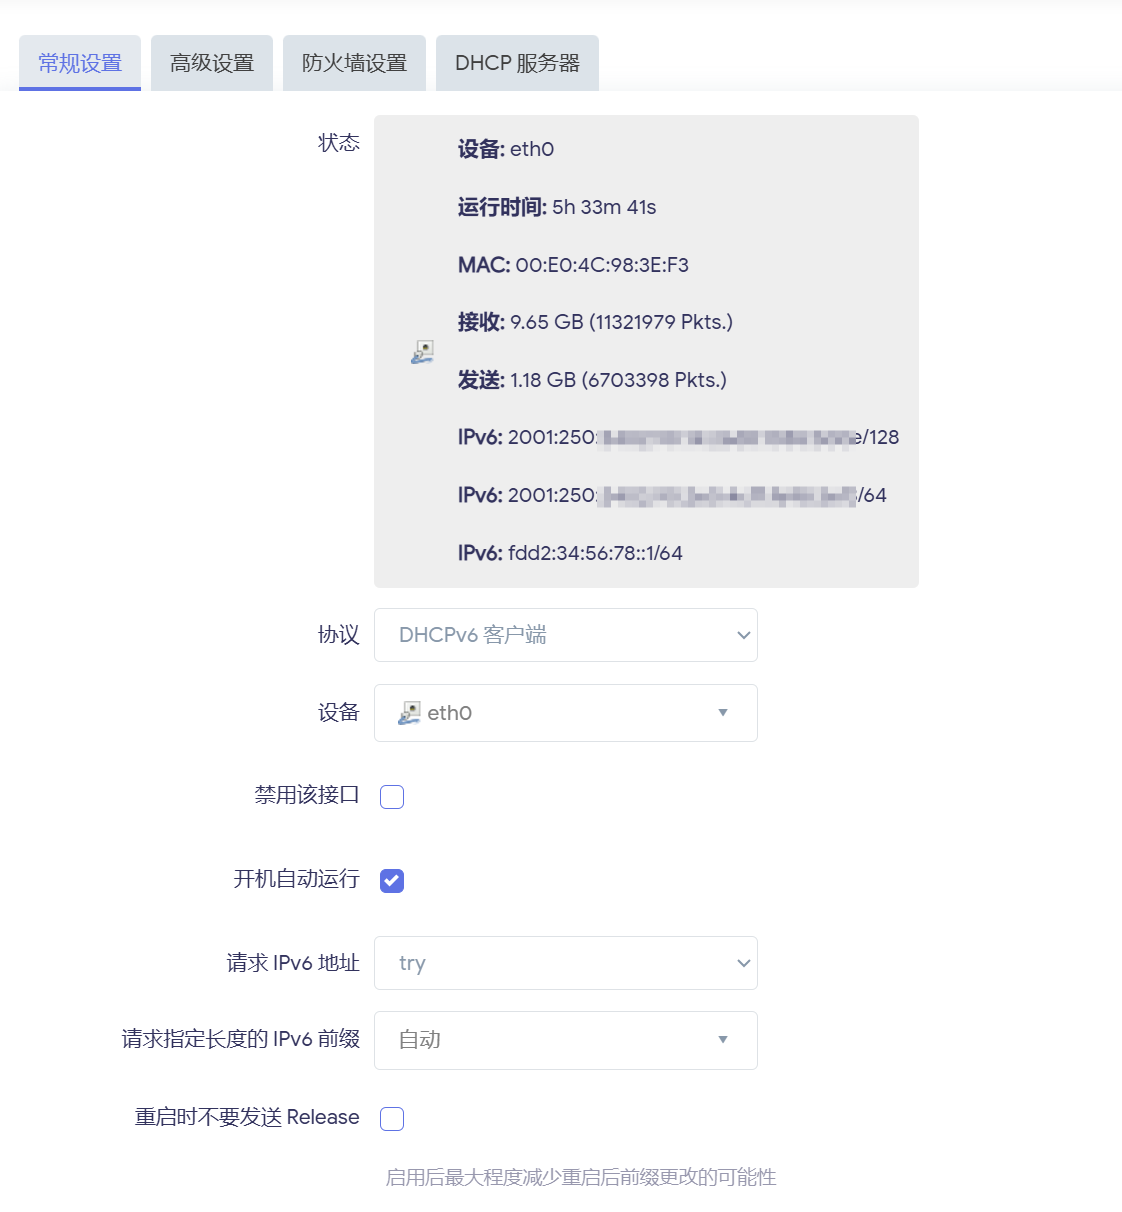 常规设置 高级设置 防火墙设置 DHCP 服务器
状态
设备: eth0
运行时间: 5h 33m 41s
MAC: 00:E0:4C:98:3E:F3
接收: 9.65 GB (11321979 Pkts.)
发送: 1.18 GB (6703398 Pkts.)
IPv6: 2001:250: e/128
IPv6: 2001:250: /64
IPv6: fdd2:34:56:78::1/64
协议 DHCPv6 客户端
设备 eth0
禁用该接口
开机自动运行
请求 IPv6 地址 try
请求指定长度的 IPv6 前缀 自动
重启时不要发送 Release
启用后最大程度减少重启后前缀更改的可能性